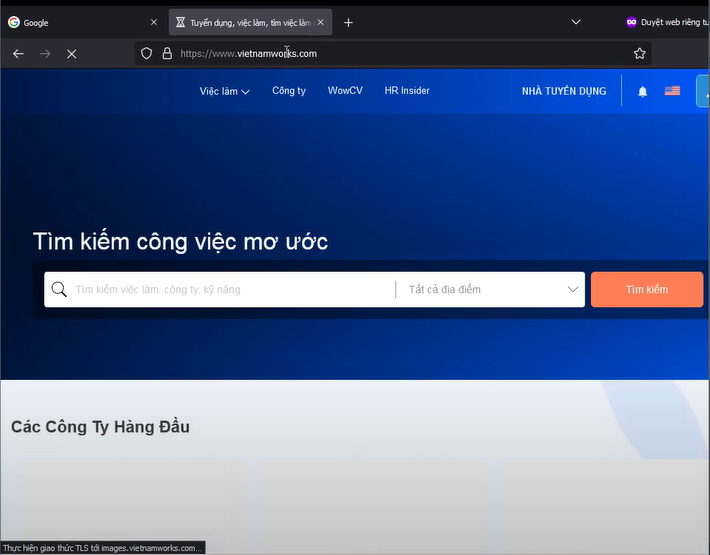 Google
Tuyển dụng, việc làm, tìm việc làm
Duyệt web riêng tư
https://www.vietnamworks.com
Việc làm
Công ty
WowCV
HR Insider
NHÀ TUYỂN DỤNG
Tìm kiếm công việc mơ ước
Tìm kiếm việc làm, công ty, kỹ năng
Tất cả địa điểm
Tìm kiếm
Các Công Ty Hàng Đầu
Thực hiện giao thức TLS tới images.vietnamworks.com...